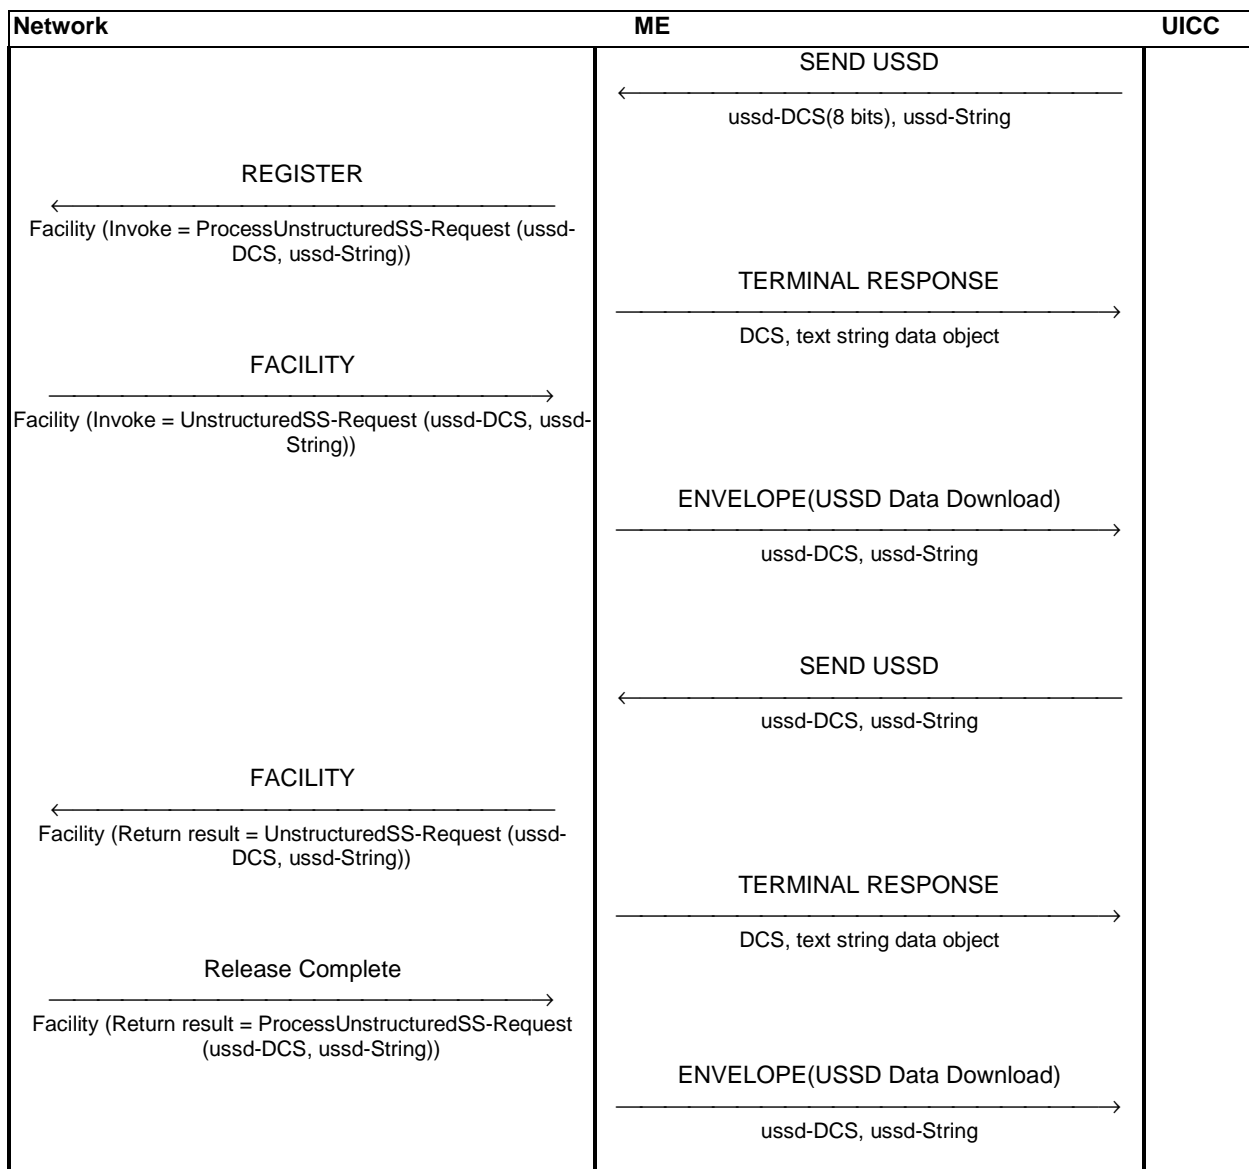 Network ME UICC
SEND USSD
ussd-DCS(8 bits), ussd-String
REGISTER
Facility (Invoke = ProcessUnstructuredSS-Request (ussd-
DCS, ussd-String))
TERMINAL RESPONSE
DCS, text string data object
FACILITY
Facility (Invoke = UnstructuredSS-Request (ussd-DCS, ussd-
String))
ENVELOPE(USSD Data Download)
ussd-DCS, ussd-String
SEND USSD
ussd-DCS, ussd-String
FACILITY
Facility (Return result = UnstructuredSS-Request (ussd-
DCS, ussd-String))
TERMINAL RESPONSE
DCS, text string data object
Release Complete
Facility (Return result = ProcessUnstructuredSS-Request
(ussd-DCS, ussd-String))
ENVELOPE(USSD Data Download)
ussd-DCS, ussd-String